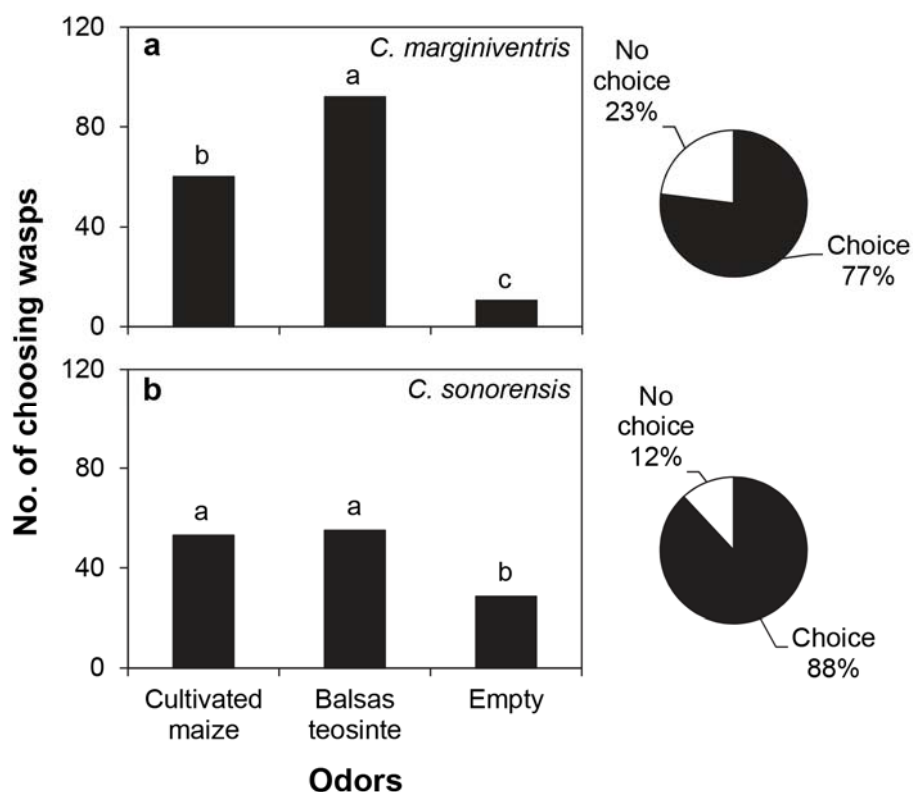 No. of choosing wasps
a
C. marginiventris
120
80
40
0
b
a
c
No
choice
23%
Choice
77%
b
C. sonorensis
120
80
40
0
a
a
b
No
choice
12%
Choice
88%
Cultivated
maize
Balsas
teosinte
Empty
Odors